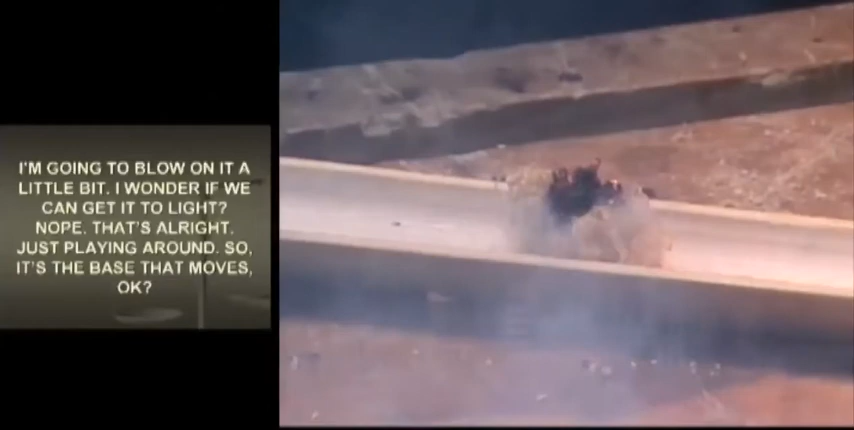 I'M GOING TO BLOW ON IT A
LITTLE BIT. I WONDER IF WE
CAN GET IT TO LIGHT?
NOPE. THAT'S ALRIGHT.
JUST PLAYING AROUND. SO,
IT'S THE BASE THAT MOVES,
OK?